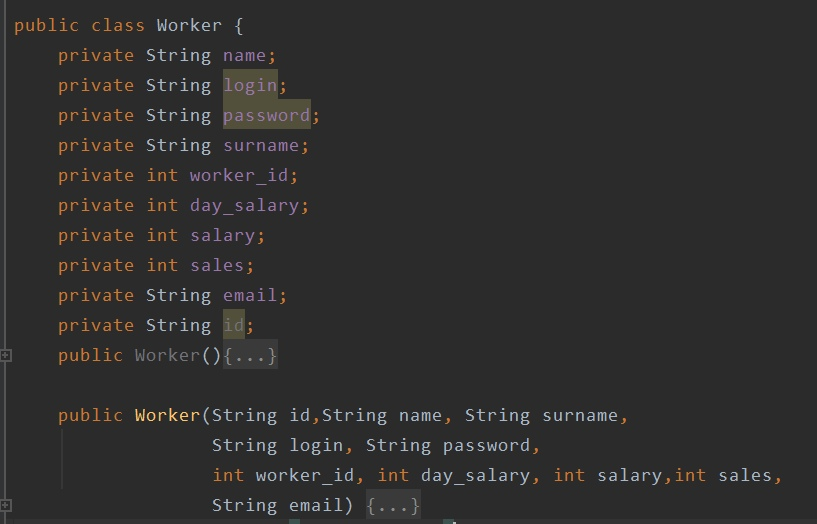 public class Worker {
private String name;
private String login;
private String password;
private String surname;
private int worker_id;
private int day_salary;
private int salary;
private int sales;
private String email;
private String id;
public Worker(){...}
public Worker(String id,String name, String surname,
String login, String password,
int worker_id, int day_salary, int salary,int sales,
String email) {...}